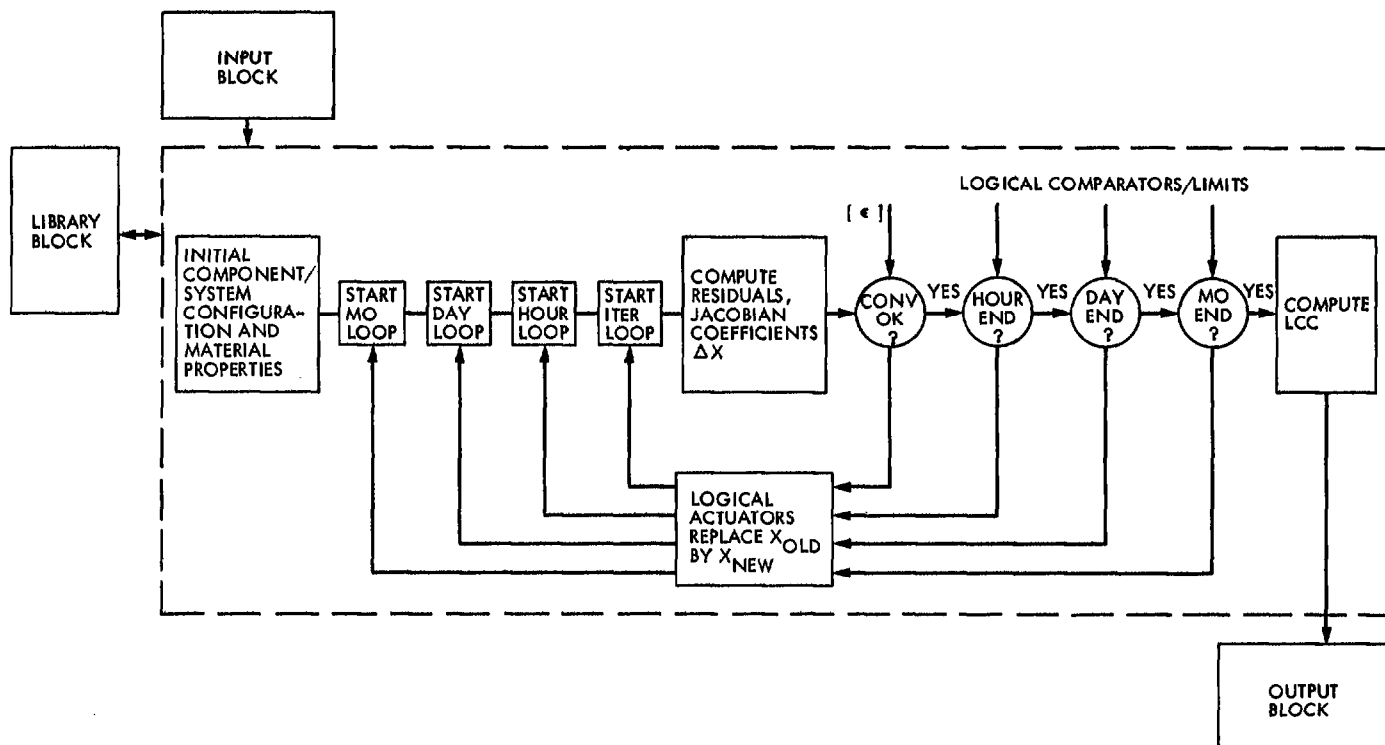 INPUT
BLOCK
LIBRARY
BLOCK
LOGICAL COMPARATORS/LIMITS
[ ϵ ]
INITIAL
COMPONENT/
SYSTEM
CONFIGURA-
TION AND
MATERIAL
PROPERTIES
START
MO
LOOP
START
DAY
LOOP
START
HOUR
LOOP
START
ITER
LOOP
COMPUTE
RESIDUALS,
JACOBIAN
COEFFICIENTS
ΔX
CONV
OK
?
YES
HOUR
END?
?
YES
DAY
END?
?
YES
MO
END?
?
YES
COMPUTE
LCC
LOGICAL
ACTUATORS
REPLACE X_OLD
BY X_NEW
OUTPUT
BLOCK